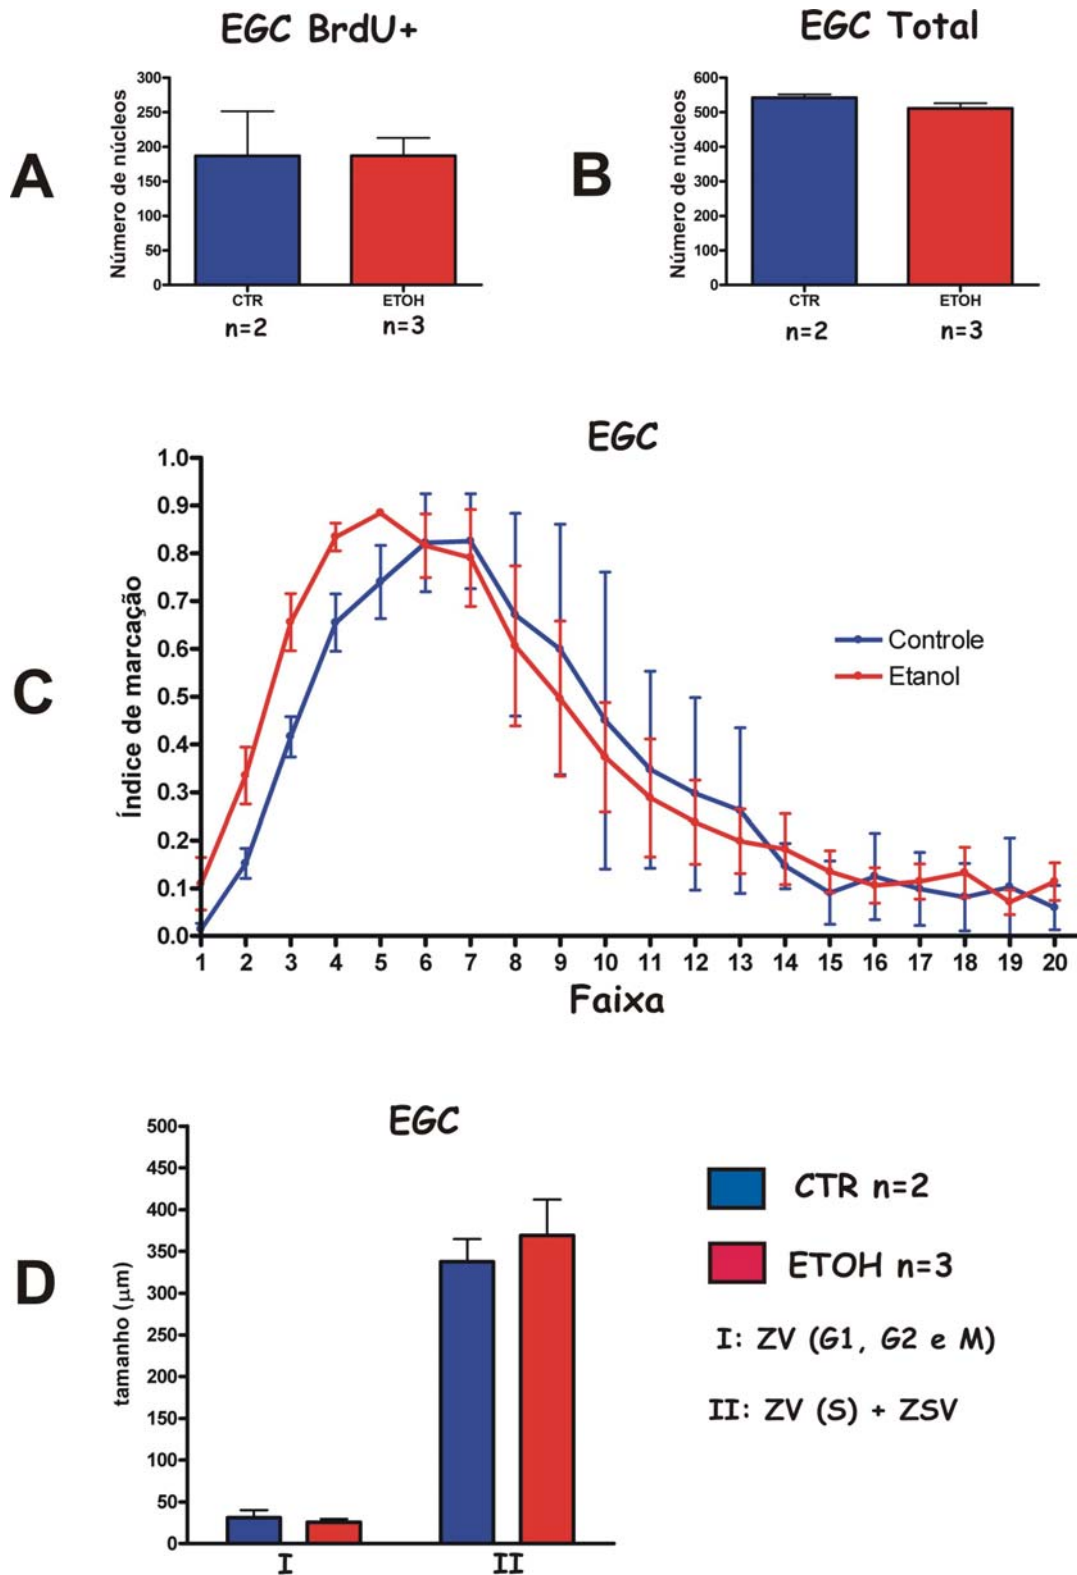 EGC BrdU+
A
Número de núcleos
300
250
200
150
100
50
0
CTR
ETOH
n=2
n=3
EGC Total
B
Número de núcleos
600
500
400
300
200
100
0
CTR
ETOH
n=2
n=3
EGC
C
Índice de marcação
1.0
0.9
0.8
0.7
0.6
0.5
0.4
0.3
0.2
0.1
0.0
Controle
Etanol
1 2 3 4 5 6 7 8 9 10 11 12 13 14 15 16 17 18 19 20
Faixa
EGC
D
tamanho (μm)
500
450
400
350
300
250
200
150
100
50
0
I
II
CTR n=2
ETOH n=3
I: ZV (G1, G2 e M)
II: ZV (S) + ZSV